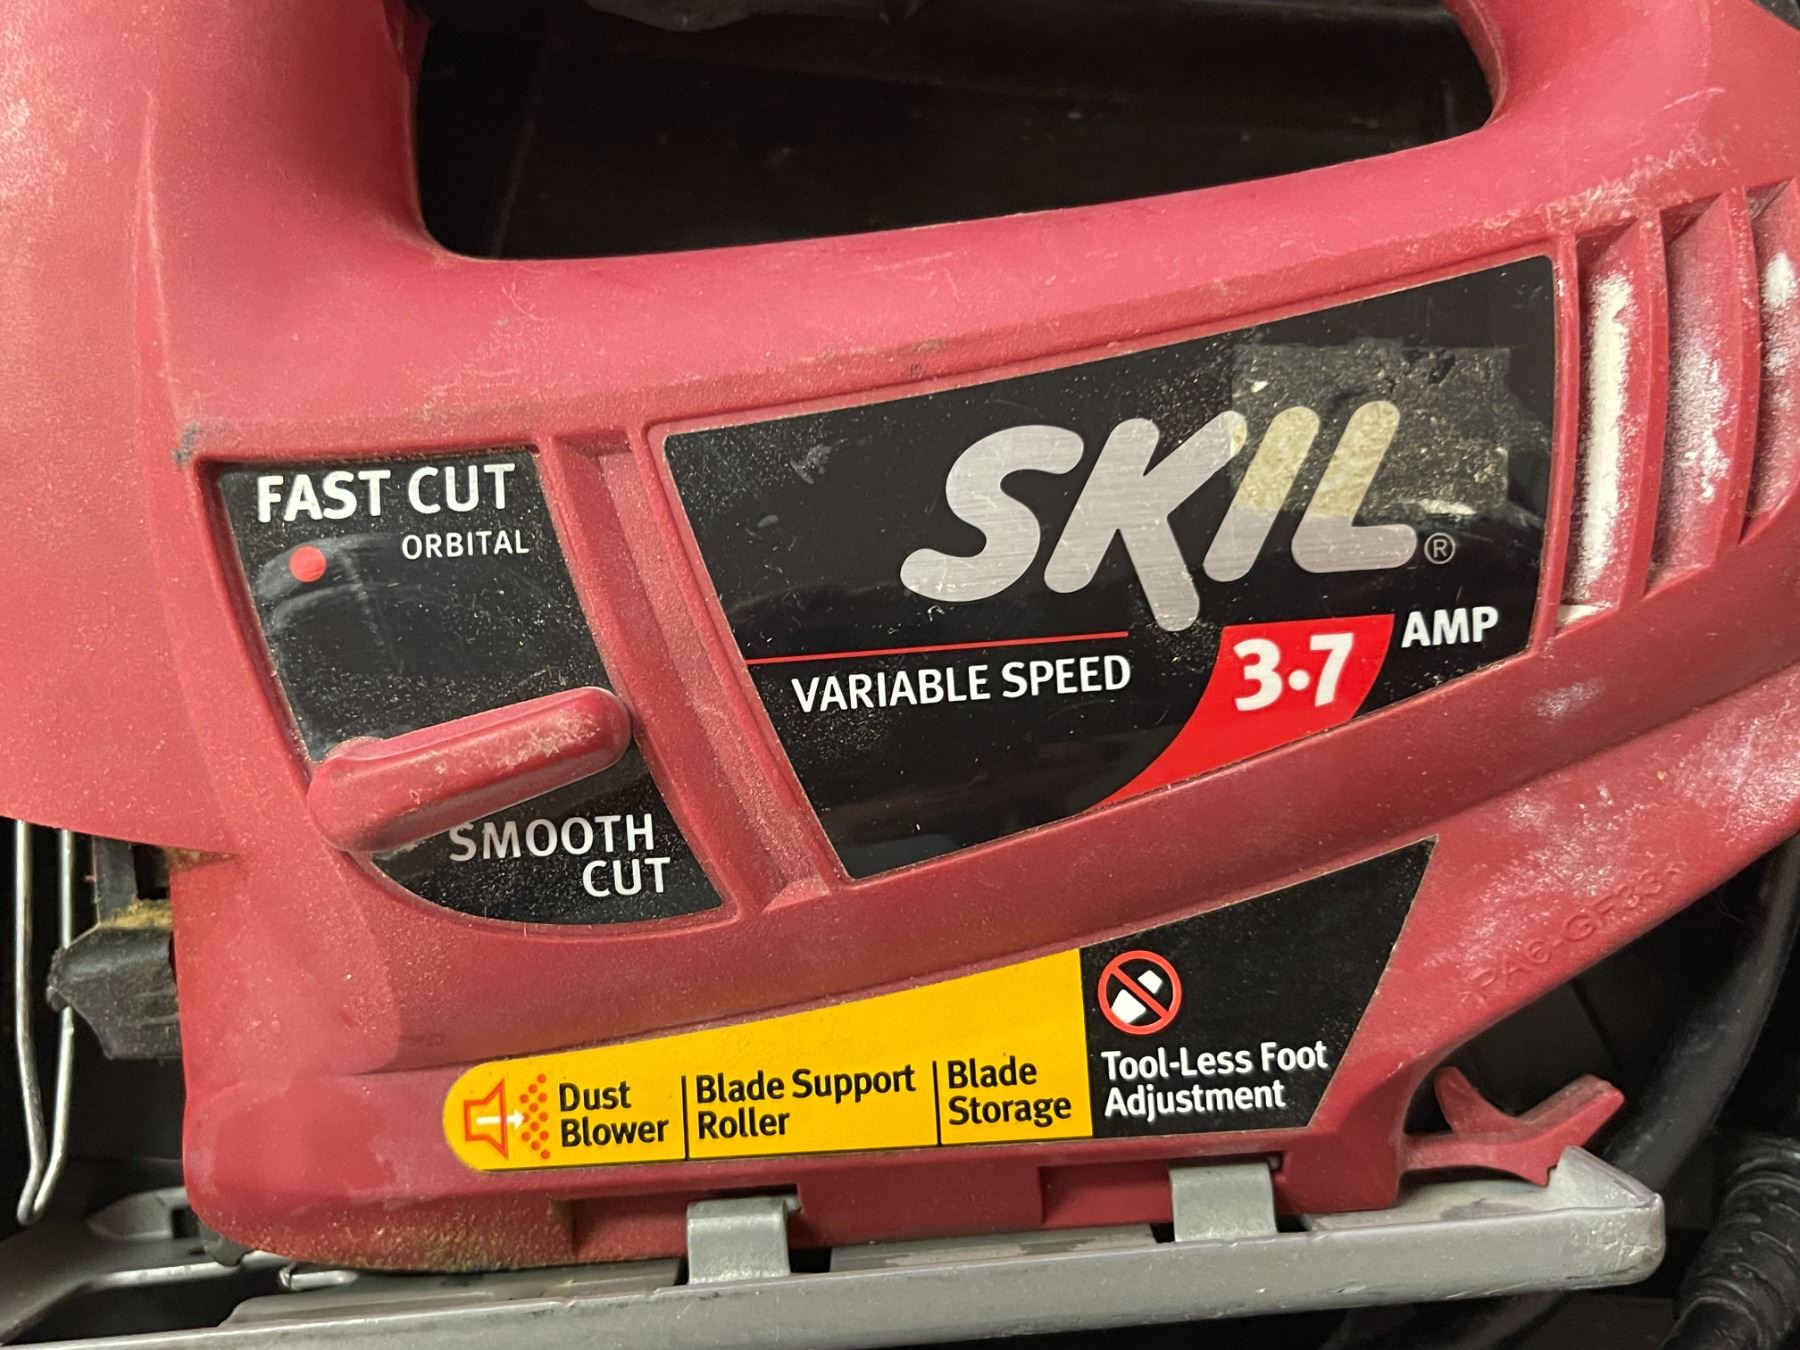 FAST CUT
ORBITAL
SMOOTH
CUT
SKIL®
VARIABLE SPEED
3.7 AMP
Dust
Blower
Blade Support
Roller
Blade
Storage
Tool-Less Foot
Adjustment